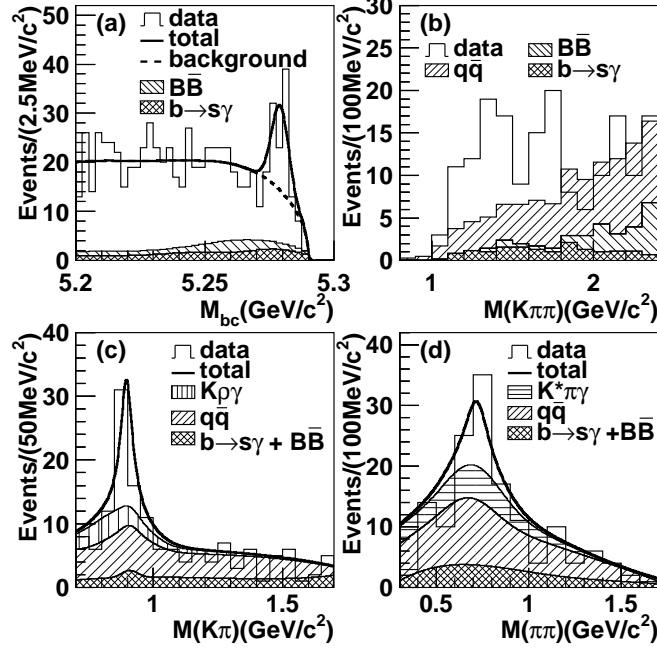 (a)
data
total
background
BB̄
b→sγ
Events/(2.5MeV/c²)
0
10
20
30
40
50
5.2
5.25
5.3
M_bc(GeV/c²)
(b)
data
BB̄
qq̄
b→sγ
Events/(100MeV/c²)
0
5
10
15
20
25
30
1
2
M(Kππ)(GeV/c²)
(c)
data
total
Kργ
qq̄
b→sγ + BB̄
Events/(50MeV/c²)
0
10
20
30
40
1
1.5
M(Kπ)(GeV/c²)
(d)
data
total
K*πγ
qq̄
b→sγ +BB̄
Events/(100MeV/c²)
0
10
20
30
40
0.5
1
1.5
M(ππ)(GeV/c²)